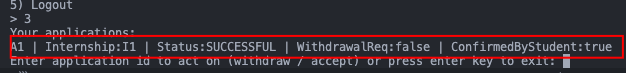 5) Logout
> 3
Your applications:
A1 | Internship:I1 | Status:SUCCESSFUL | WithdrawalReq:false | ConfirmedByStudent:true
Enter application id to act on (withdraw / accept) or press enter key to exit: